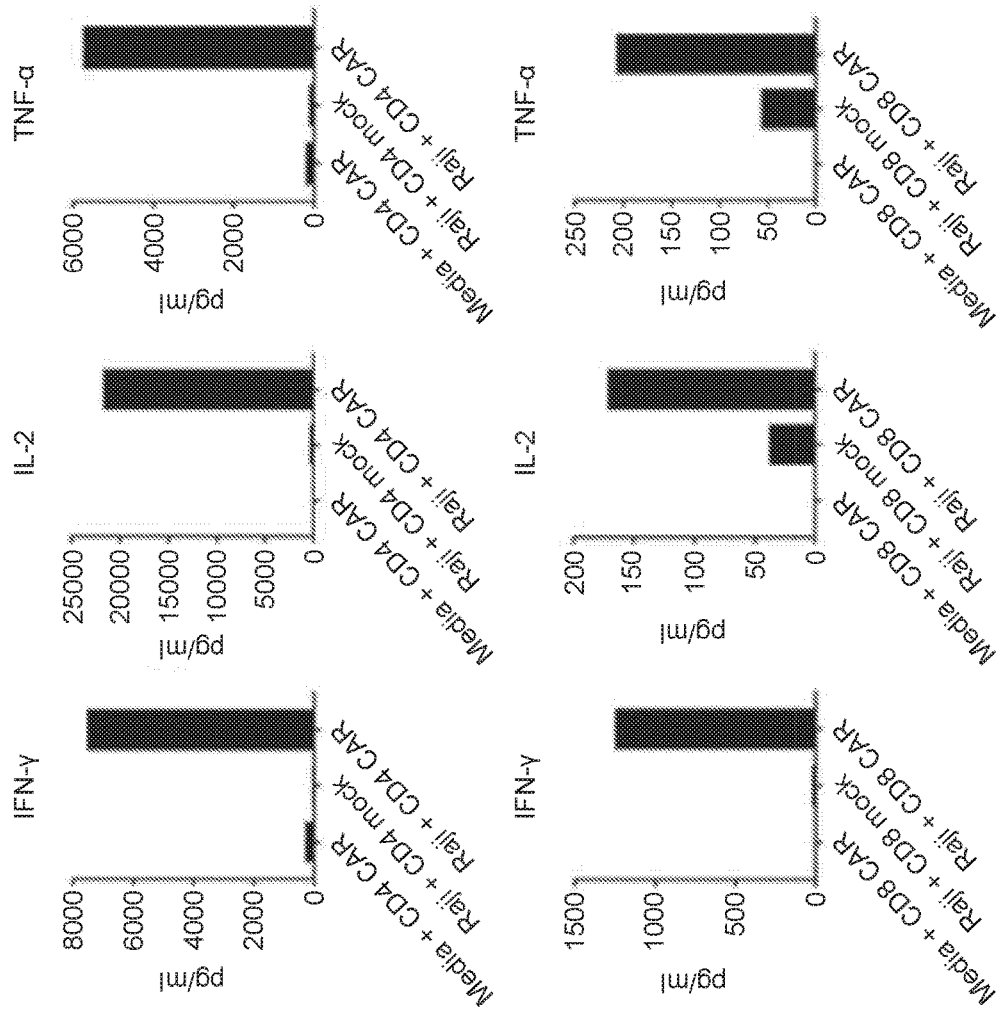 IFN-γ
pg/ml
8000
6000
4000
2000
0
Media + CD4 CAR
Raji + CD4 mock
Raji + CD4 CAR
IL-2
pg/ml
25000
20000
15000
10000
5000
0
Media + CD4 CAR
Raji + CD4 mock
Raji + CD4 CAR
TNF-α
pg/ml
6000
4000
2000
0
Media + CD4 CAR
Raji + CD4 mock
Raji + CD4 CAR
IFN-γ
pg/ml
1500
1000
500
0
Media + CD8 CAR
Raji + CD8 mock
Raji + CD8 CAR
IL-2
pg/ml
200
150
100
50
0
Media + CD8 CAR
Raji + CD8 mock
Raji + CD8 CAR
TNF-α
pg/ml
250
200
150
100
50
0
Media + CD8 CAR
Raji + CD8 mock
Raji + CD8 CAR